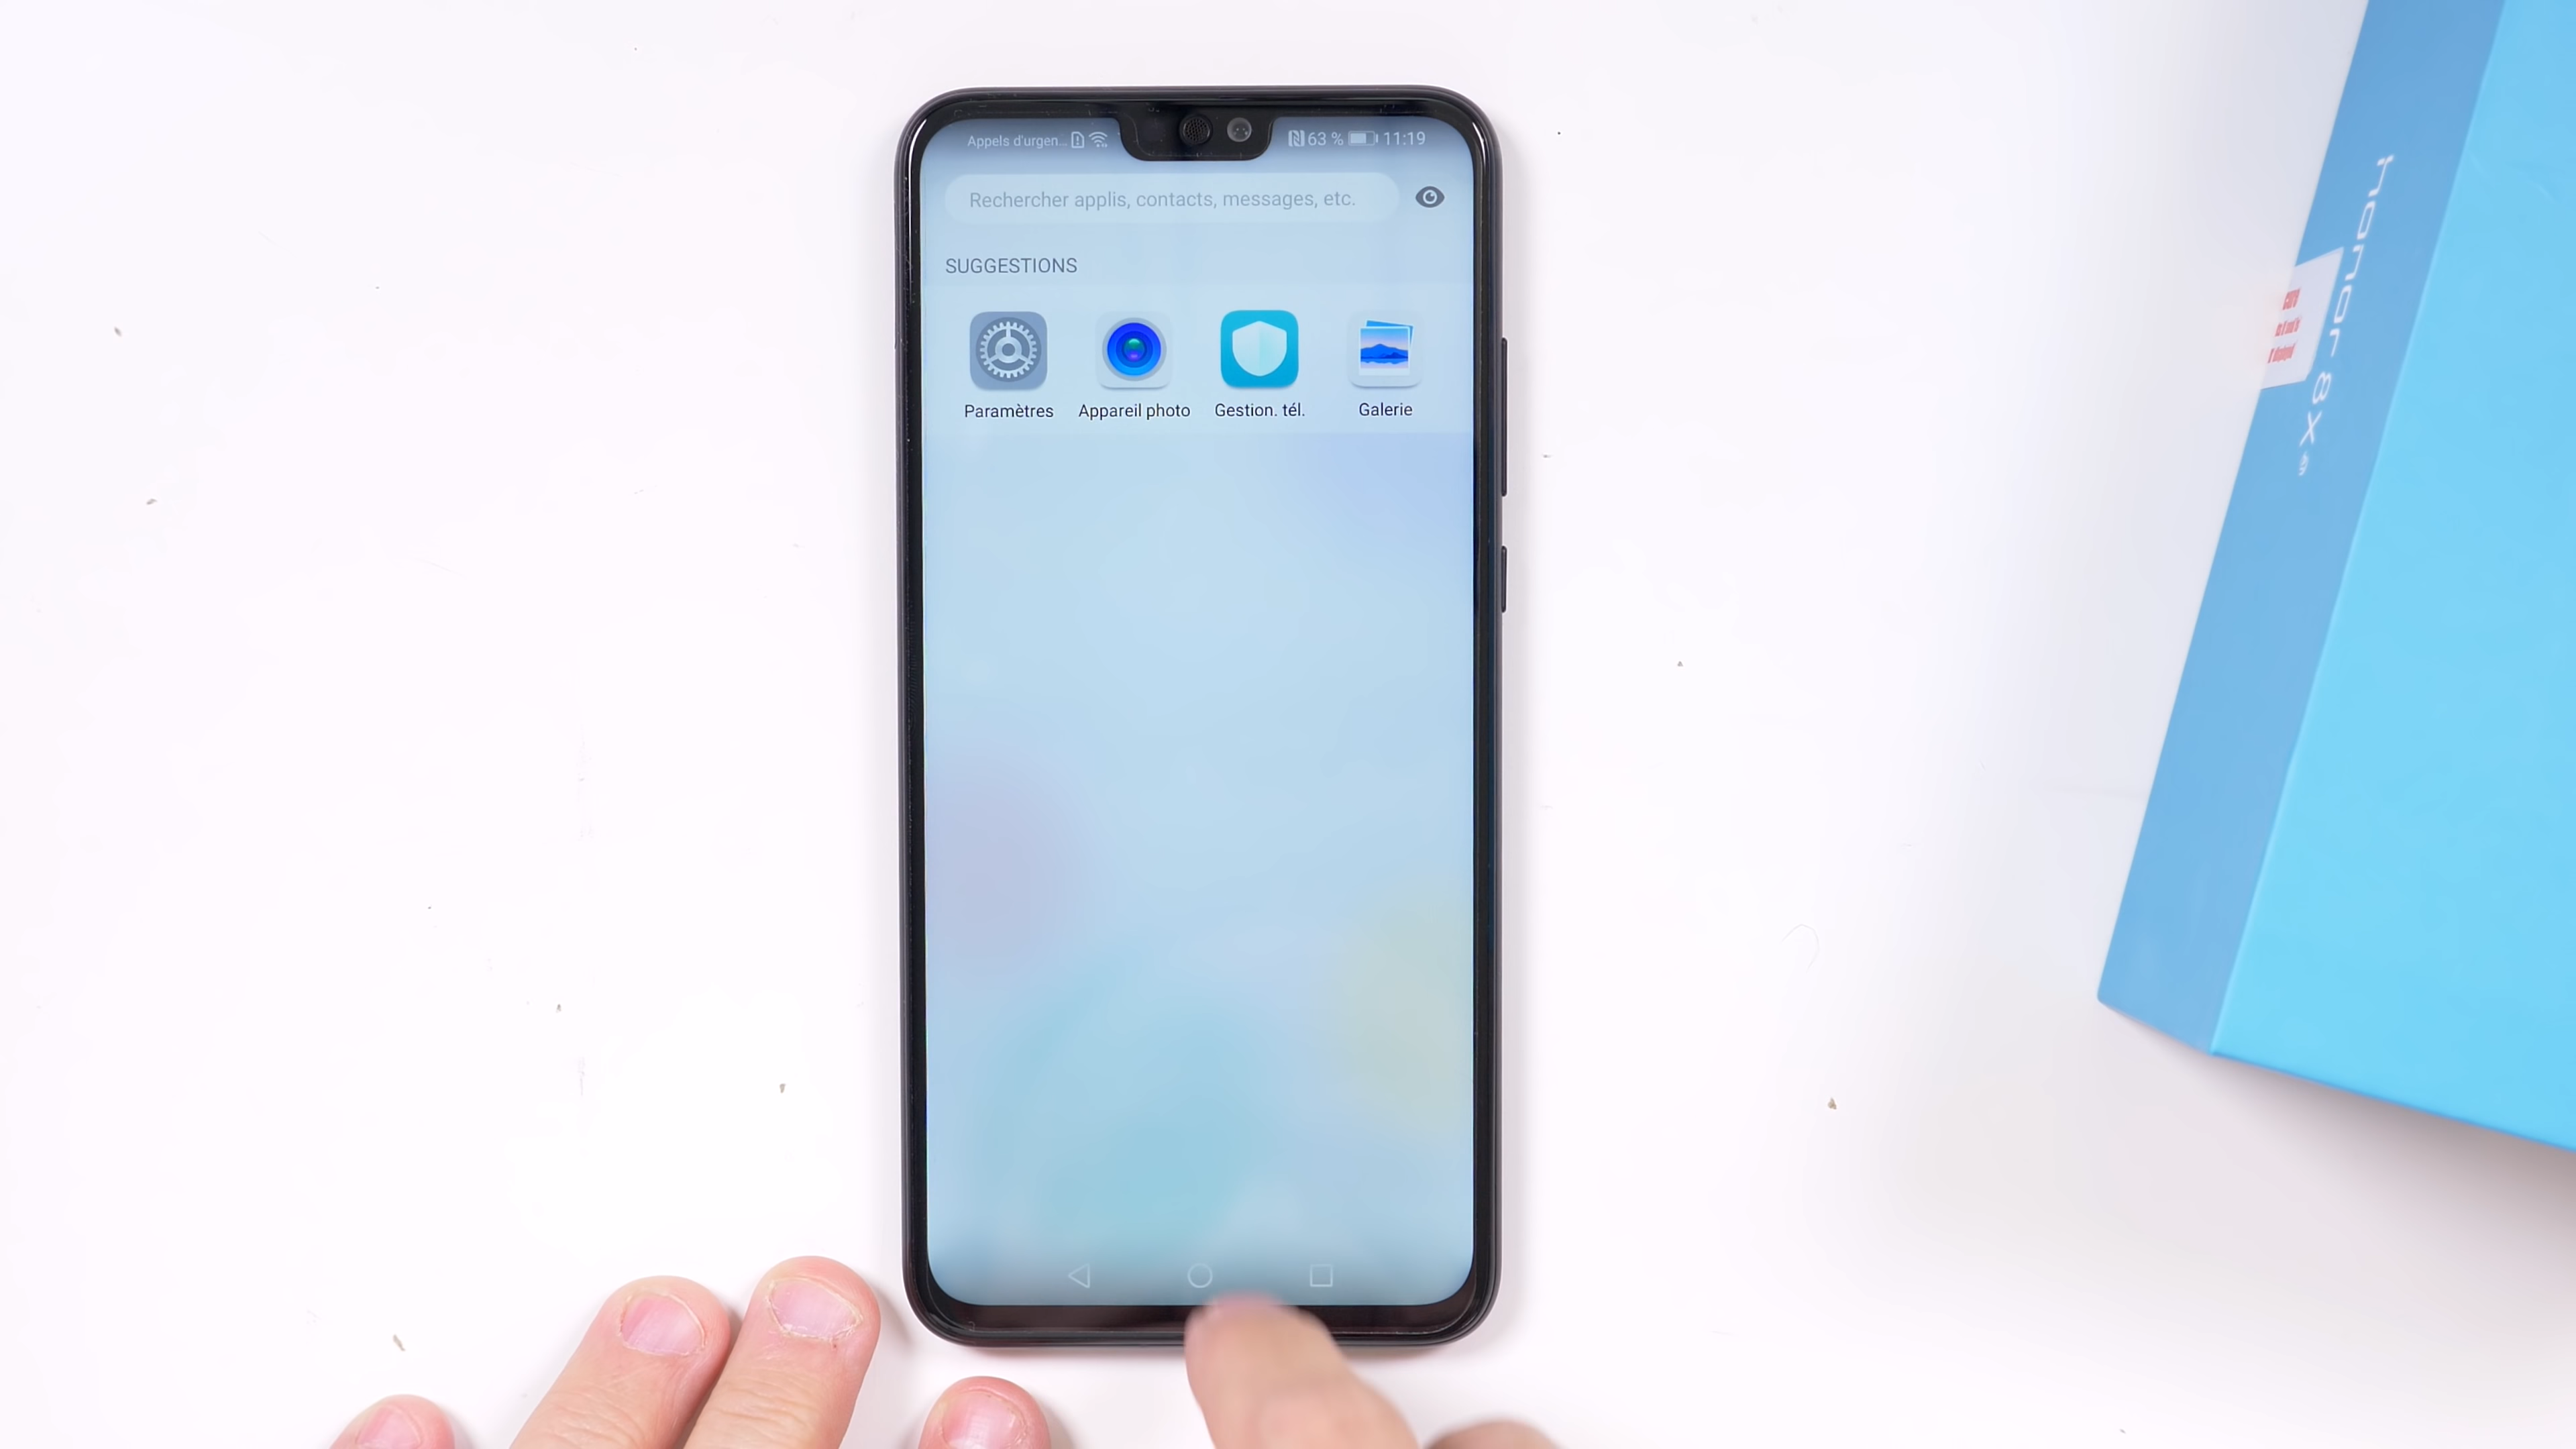 Appels d'urgen... 63 % 11:19
Rechercher applis, contacts, messages, etc.
SUGGESTIONS
Paramètres Appareil photo Gestion. tél. Galerie
honor 8X
care